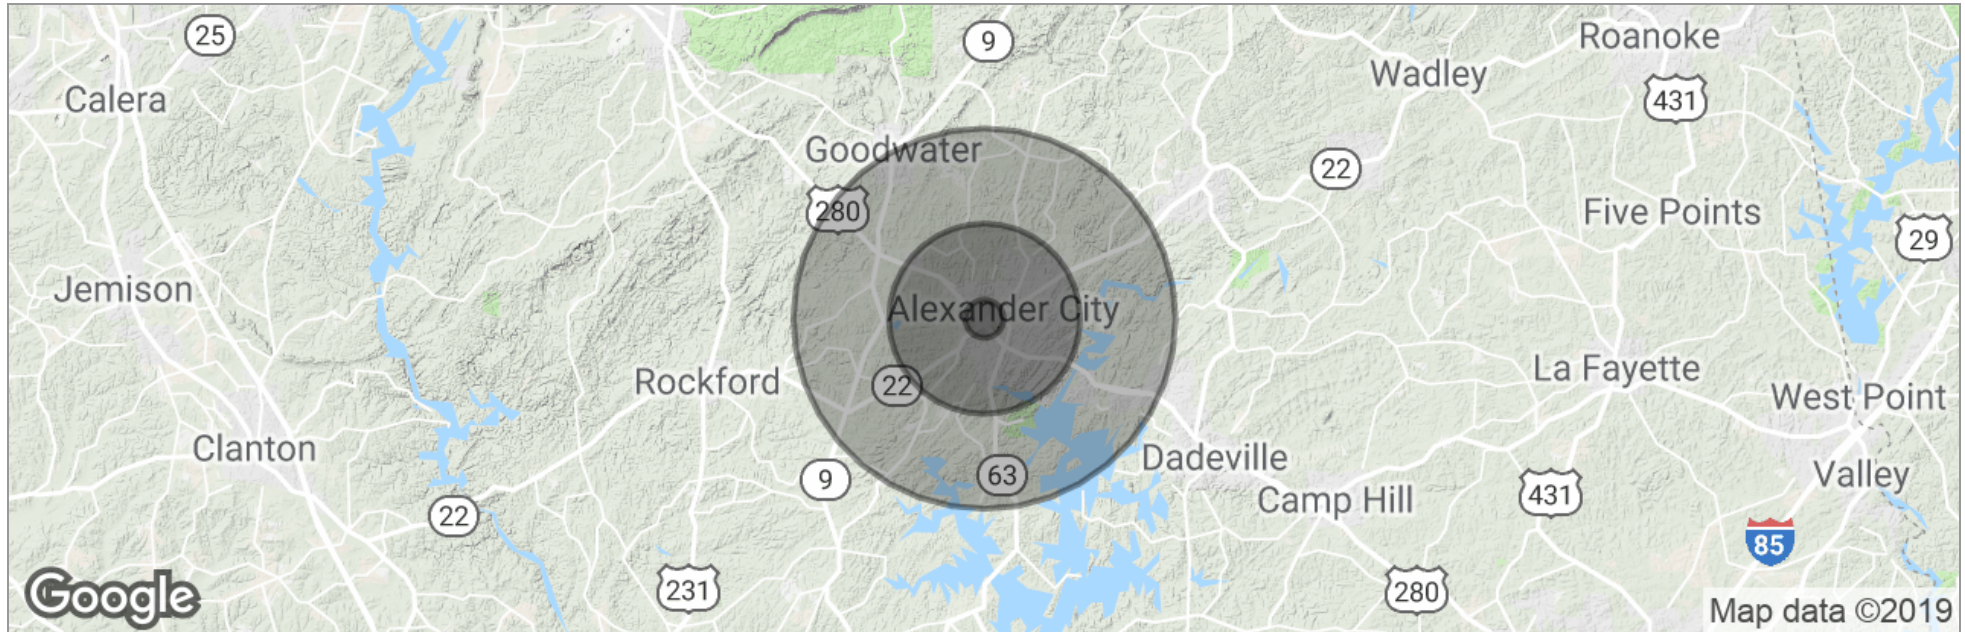 25
9
Roanoke
Wadley
Calera
431
Goodwater
22
280
Five Points
29
Jemison
Alexander City
Rockford
22
La Fayette
West Point
Clanton
Dadeville
Valley
9
63
Camp Hill
431
22
85
231
280
Google
Map data ©2019